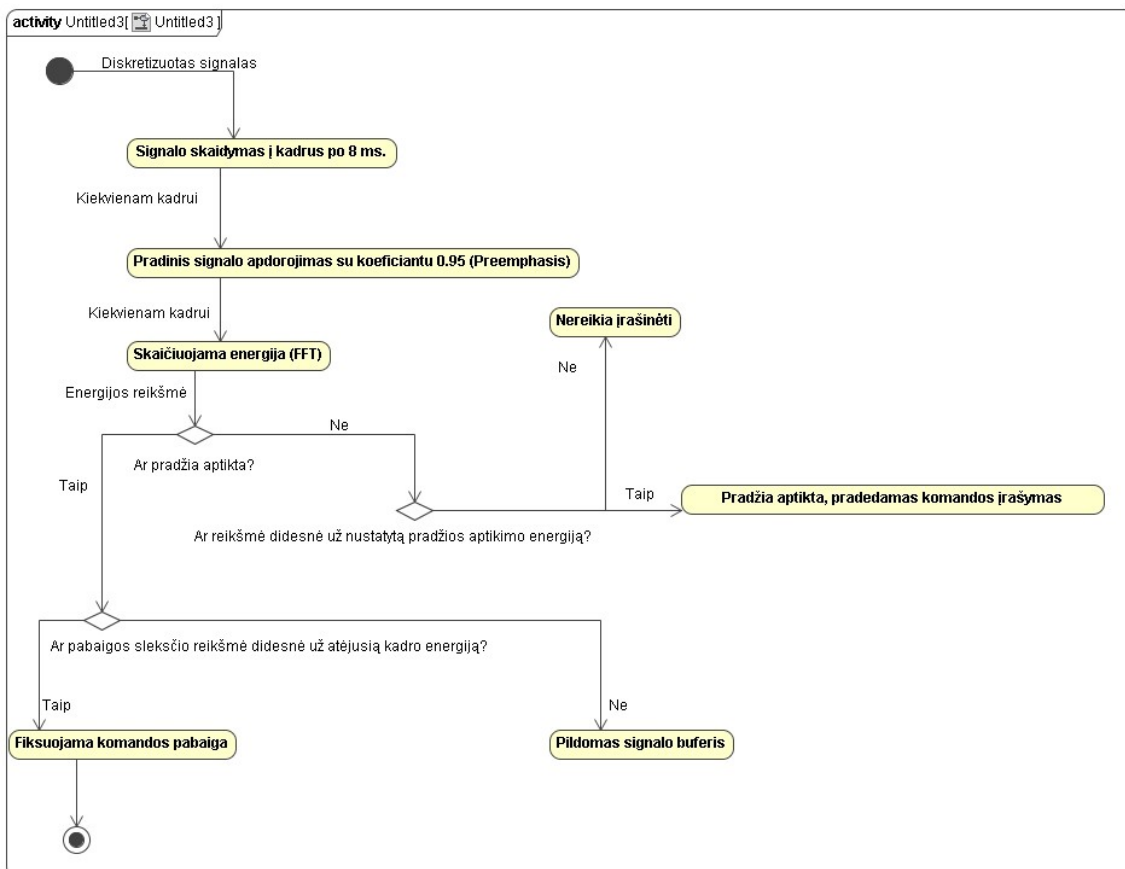 activity Untitled3[ Untitled3 ]
Diskretizuotas signalas
Signalo skaidymas į kadrus po 8 ms.
Kiekvienam kadrui
Pradinis signalo apdorojimas su koeficiantu 0.95 (Preemphasis)
Kiekvienam kadrui
Nereikia įrašinėti
Skaičiuojama energija (FFT)
Ne
Energijos reikšmė
Ne
Ar pradžia aptikta?
Taip
Taip
Pradžia aptikta, pradedamas komandos įrašymas
Ar reikšmė didesnė už nustatytą pradžios aptikimo energiją?
Ar pabaigos sleksčio reikšmė didesnė už atėjusią kadro energiją?
Taip
Ne
Fiksuojama komandos pabaiga
Pildomas signalo buferis